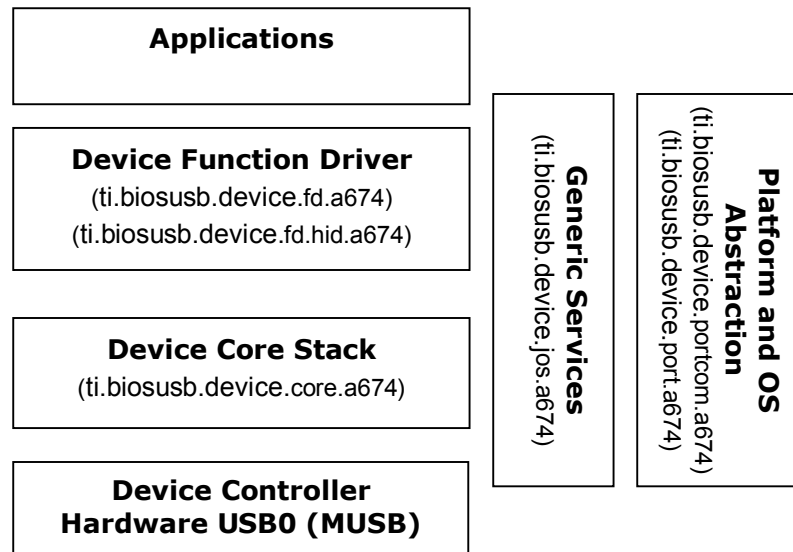 Applications
Device Function Driver
(ti.biosusb.device.fd.a674)
(ti.biosusb.device.fd.hid.a674)
Device Core Stack
(ti.biosusb.device.core.a674)
Device Controller
Hardware USB0 (MUSB)
Generic Services
(ti.biosusb.device.jos.a674)
Platform and OS
Abstraction
(ti.biosusb.device.portcom.a674)
(ti.biosusb.device.port.a674)